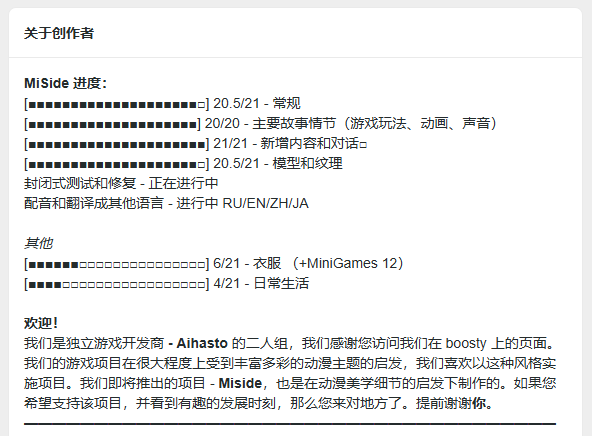 关于创作者
MiSide 进度：
[■■■■■■■■■■■■■■■■■■■■□] 20.5/21 - 常规
[■■■■■■■■■■■■■■■■■■■■] 20/20 - 主要故事情节（游戏玩法、动画、声音）
[■■■■■■■■■■■■■■■■■■■■■] 21/21 - 新增内容和对话□
[■■■■■■■■■■■■■■■■■■■■□] 20.5/21 - 模型和纹理
封闭式测试和修复 - 正在进行中
配音和翻译成其他语言 - 进行中 RU/EN/ZH/JA
其他
[■■■■■■□□□□□□□□□□□□□□□] 6/21 - 衣服 （+MiniGames 12）
[■■■■□□□□□□□□□□□□□□□□□] 4/21 - 日常生活
欢迎！
我们是独立游戏开发商 - Aihasto 的二人组，我们感谢您访问我们在 boosty 上的页面。
我们的游戏项目在很大程度上受到丰富多彩的动漫主题的启发，我们喜欢以这种风格实
施项目。我们即将推出的项目 - Miside，也是在动漫美学细节的启发下制作的。如果您
希望支持该项目，并看到有趣的发展时刻，那么您来对地方了。提前谢谢你。